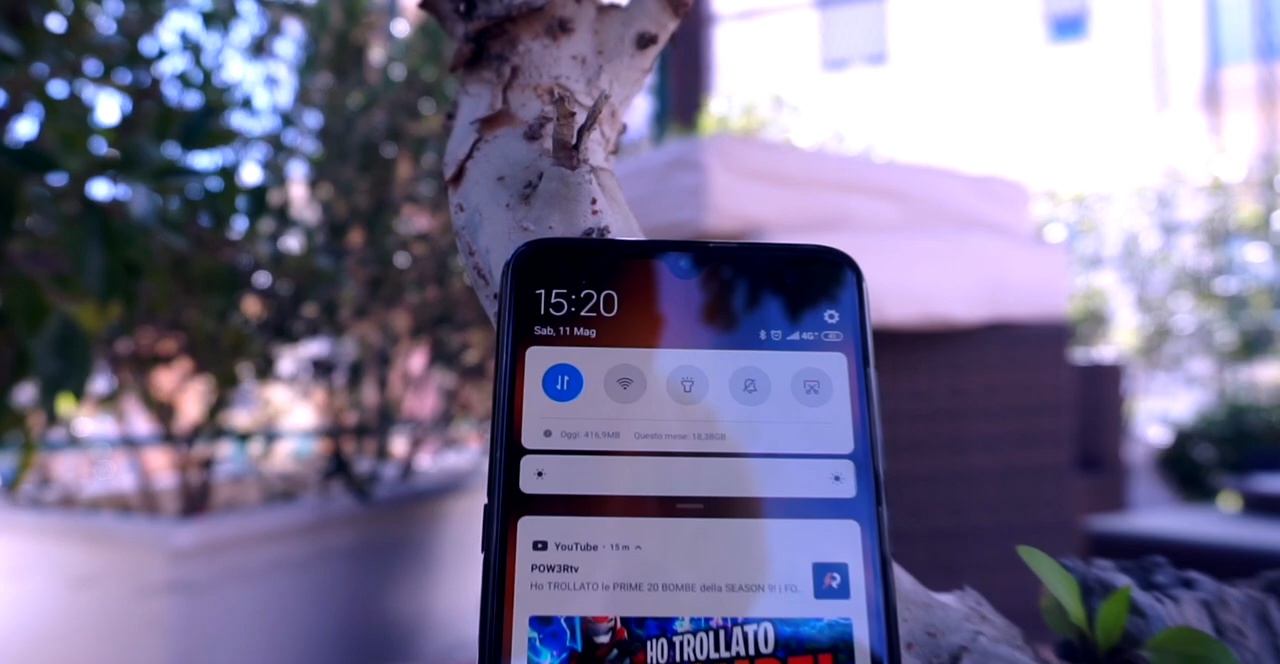 15:20
Sab, 11 Mag
4G+
Oggi: 416,9MB Questo mese: 18,38GB
YouTube · 15 m
POW3Rtv
Ho TROLLATO le PRIME 20 BOMBE della SEASON 9! | FO...
HO TROLLATO